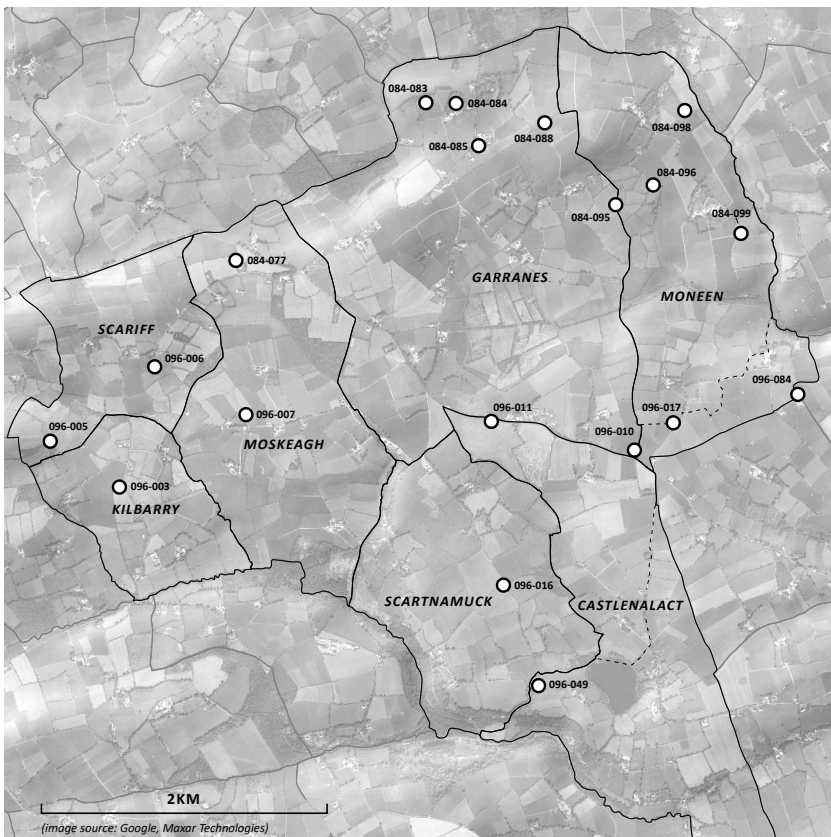 084-083
084-084
084-098
084-088
084-085
084-096
084-095
084-099
084-077
GARRANES
MONEEN
SCARIFF
096-006
096-084
096-007
096-011
096-017
096-005
MOSKEAGH
096-010
096-003
KILBARRY
096-016
SCARTNAMUCK
CASTLENALACT
096-049
2KM
(image source: Google, Maxar Technologies)